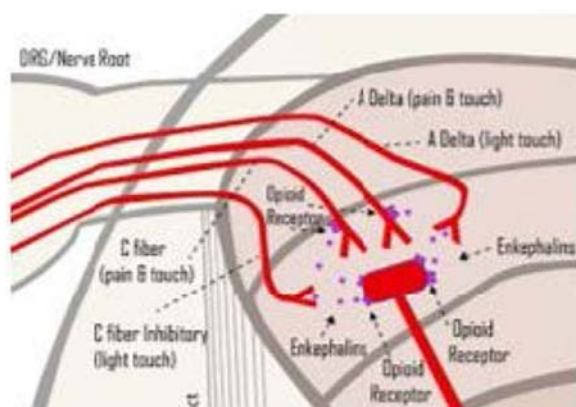 DRG/Nerve Root
A Delta (pain & touch)
A Delta (light touch)
Opioid
Receptor
C fiber
(pain & touch)
Enkephalins
C fiber Inhibitory
(light touch)
Enkephalins
Opioid
Receptor
Opioid
Receptor
ct